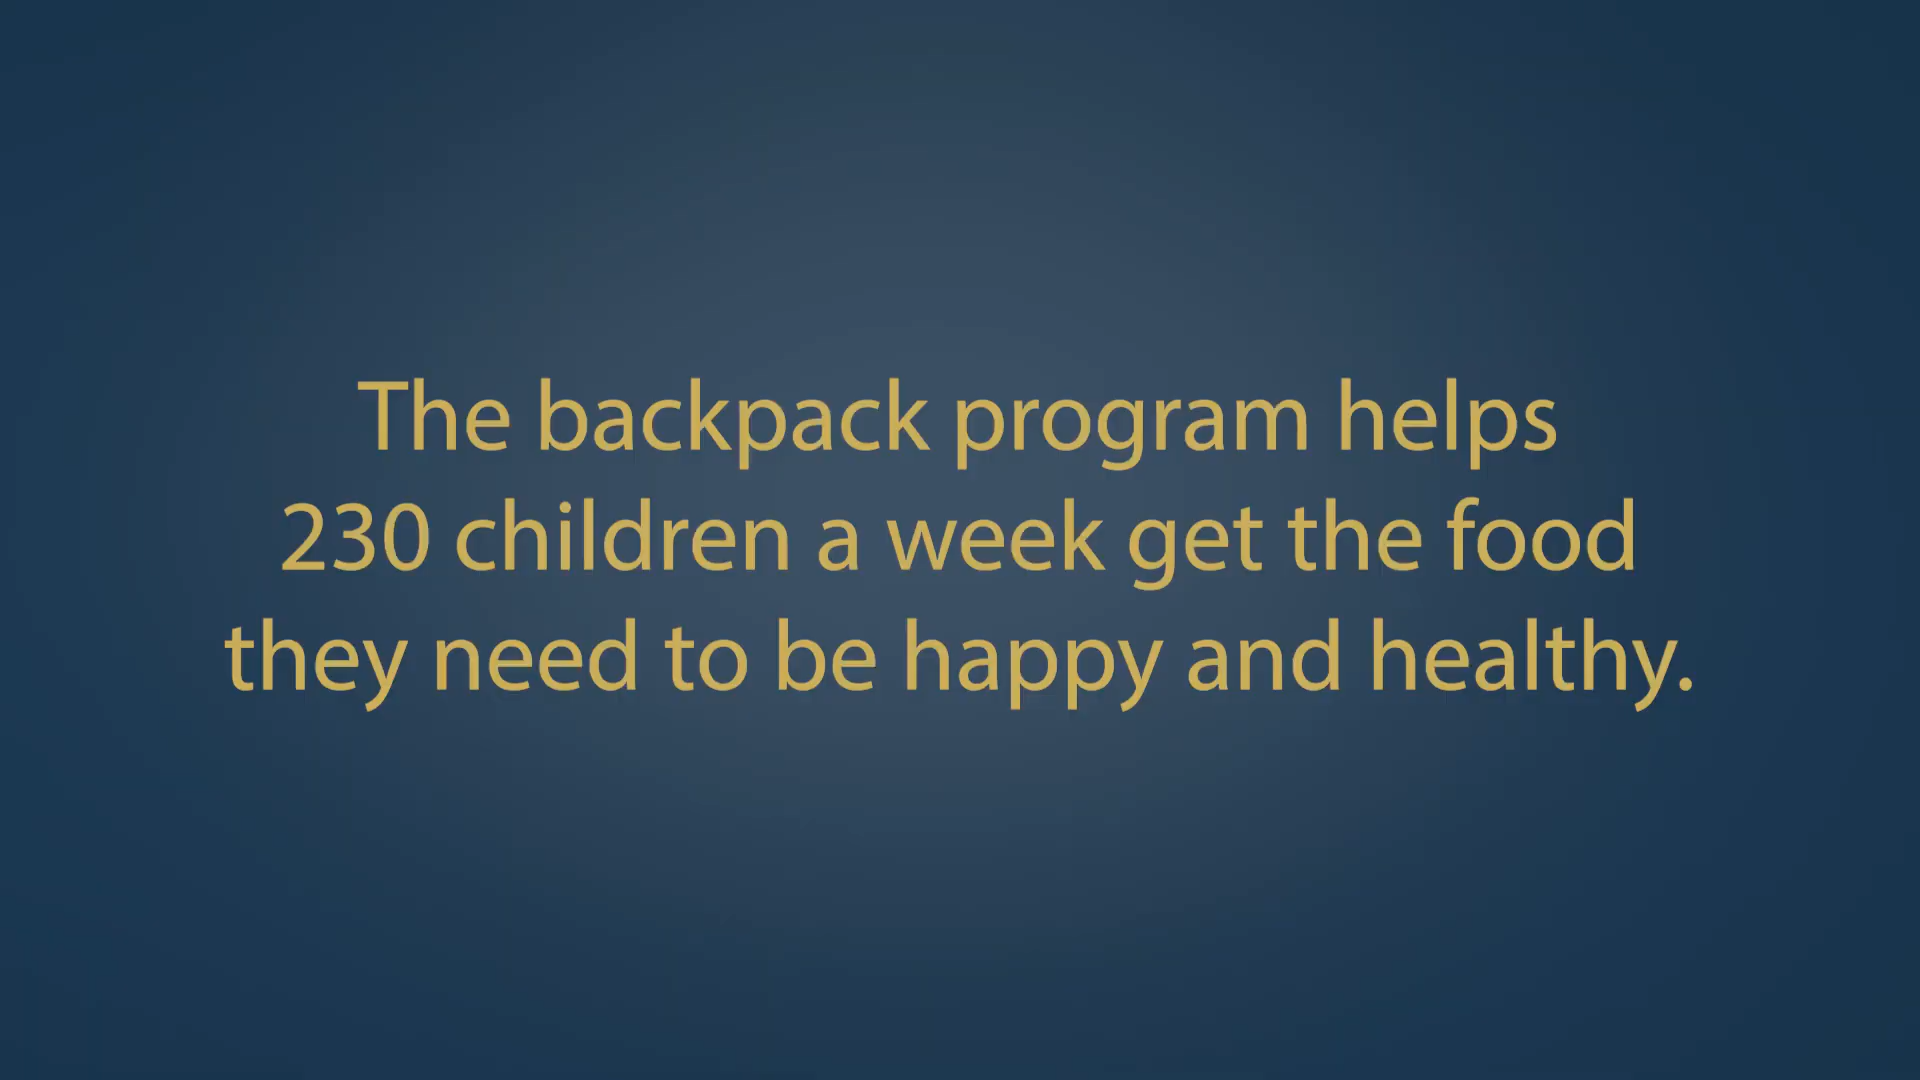 The backpack program helps
230 children a week get the food
they need to be happy and healthy.